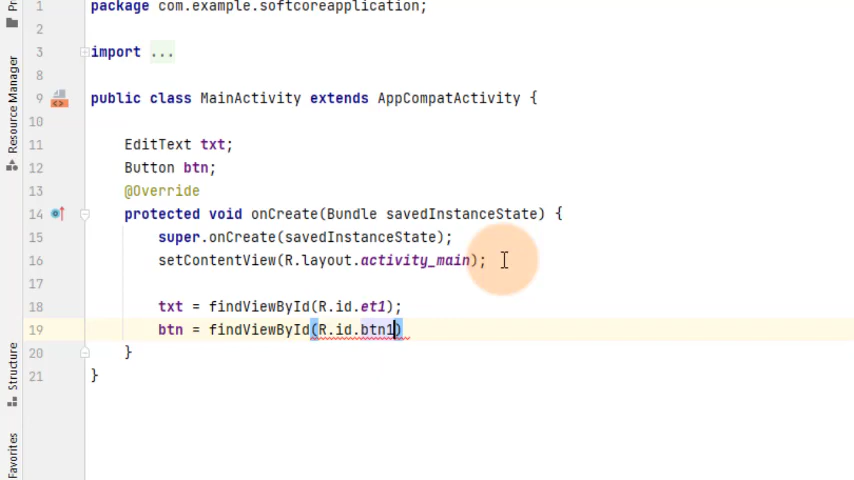 1 package com.example.softcoreapplication;
2
3 import ...
8
9 public class MainActivity extends AppCompatActivity {
10
11 EditText txt;
12 Button btn;
13 @Override
14 protected void onCreate(Bundle savedInstanceState) {
15 super.onCreate(savedInstanceState);
16 setContentView(R.layout.activity_main);
17
18 txt = findViewById(R.id.et1);
19 btn = findViewById(R.id.btn1)
20 }
21 }
Resource Manager
Structure
Favorites